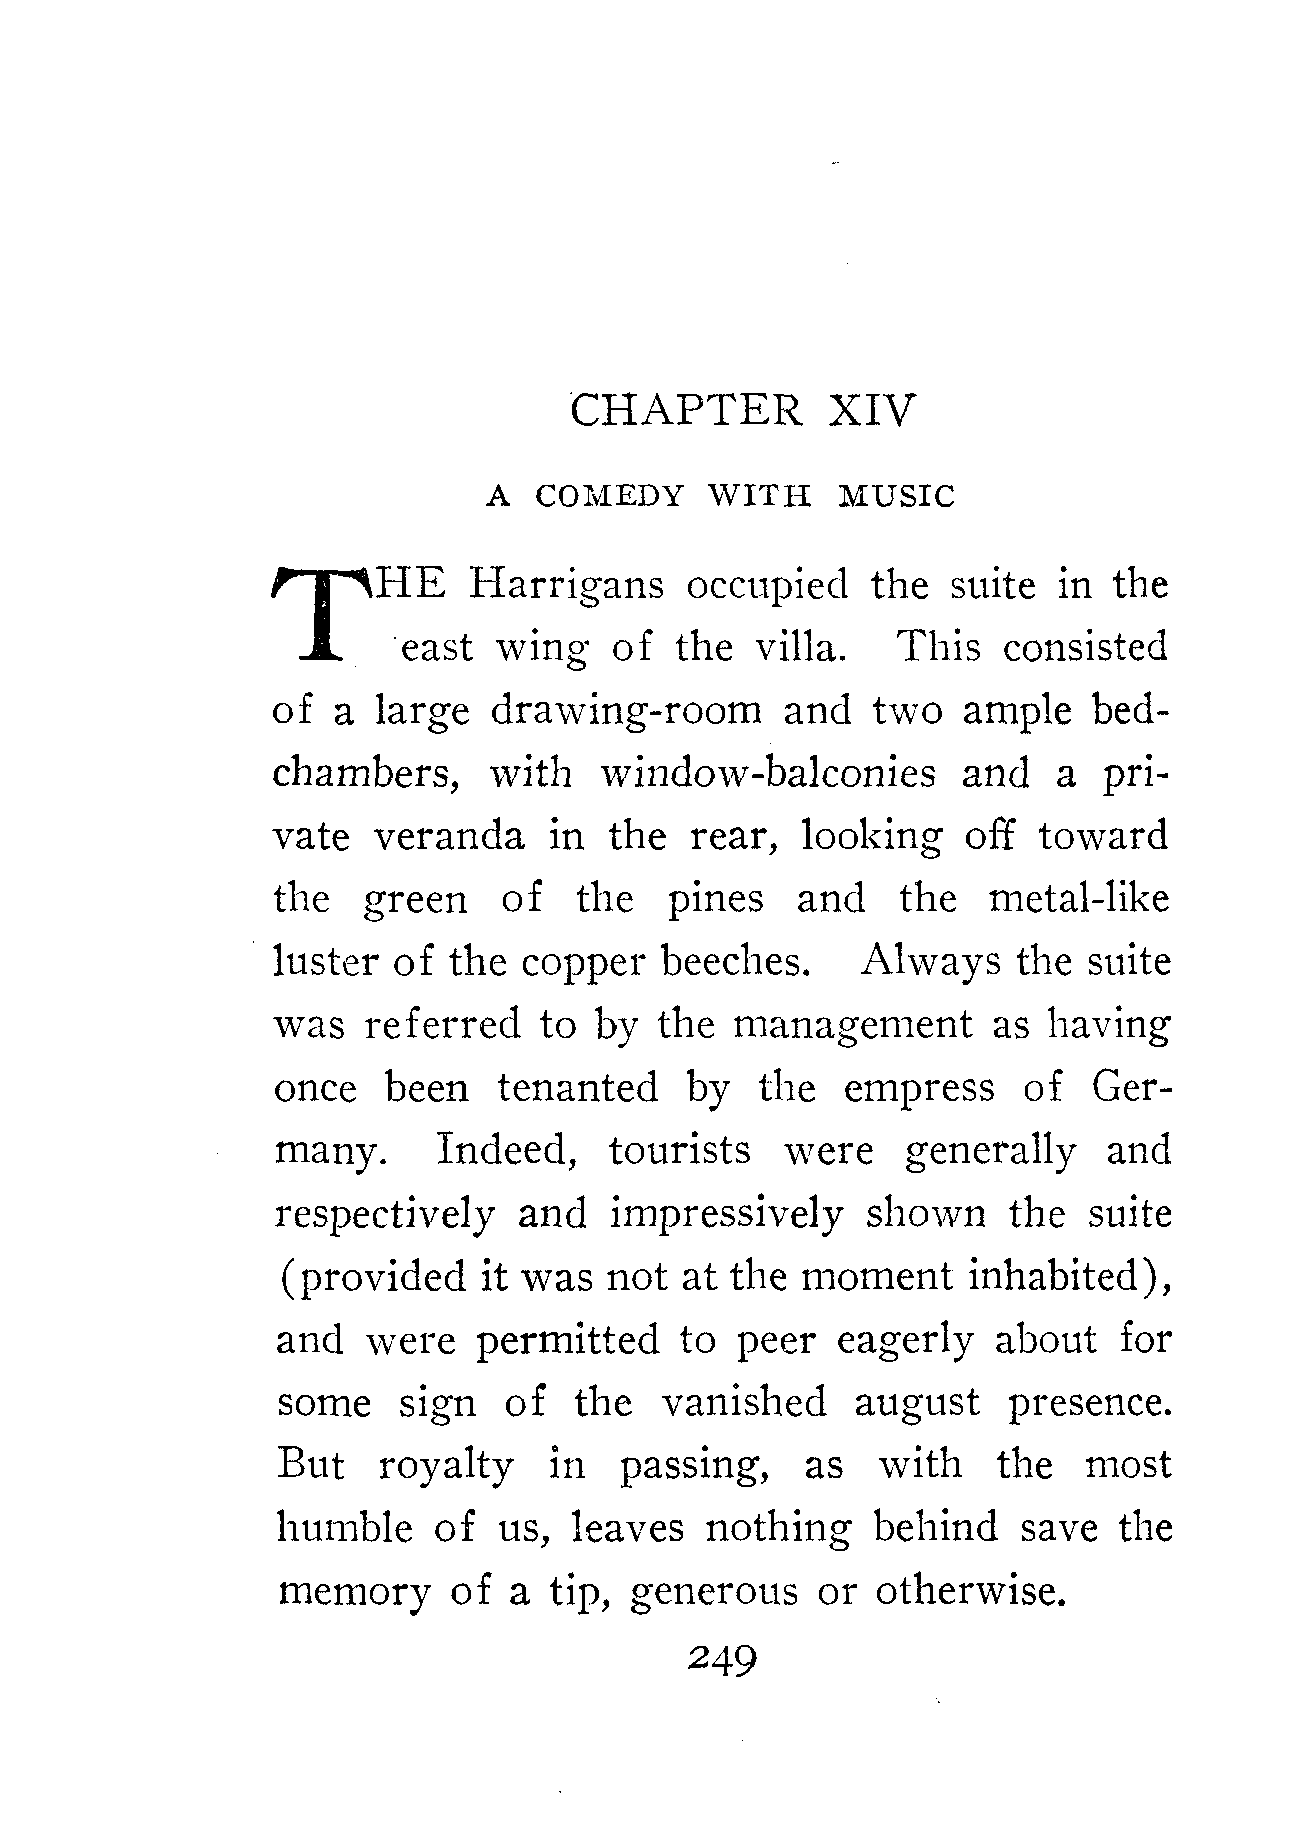 CHAPTER XIV
A COMEDY WITH MUSIC
THE Harrigans occupied the suite in the
east wing of the villa. This consisted
of a large drawing-room and two ample bed-
chambers, with window-balconies and a pri-
vate veranda in the rear, looking off toward
the green of the pines and the metal-like
luster of the copper beeches. Always the suite
was referred to by the management as having
once been tenanted by the empress of Ger-
many. Indeed, tourists were generally and
respectively and impressively shown the suite
(provided it was not at the moment inhabited),
and were permitted to peer eagerly about for
some sign of the vanished august presence.
But royalty in passing, as with the most
humble of us, leaves nothing behind save the
memory of a tip, generous or otherwise.
249